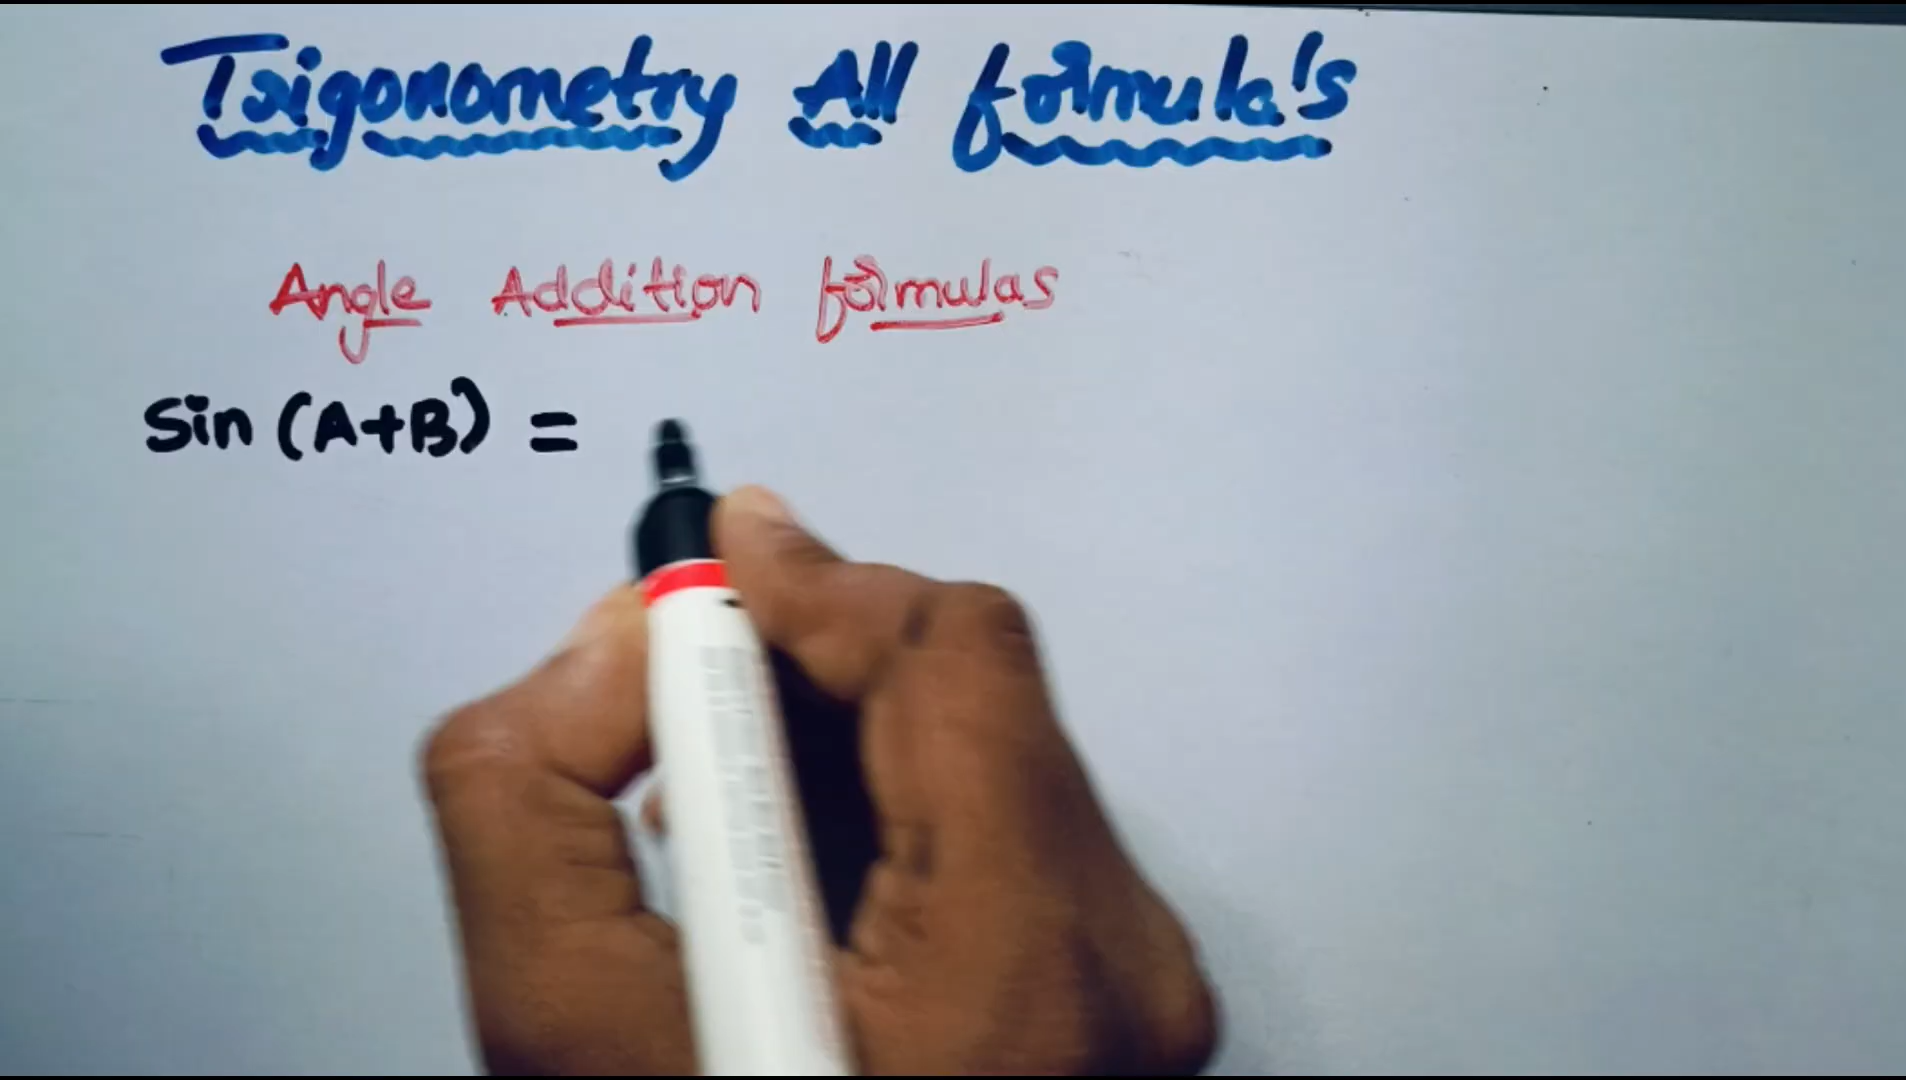 Trigonometry All formula's
Angle Addition formulas
Sin (A+B) =